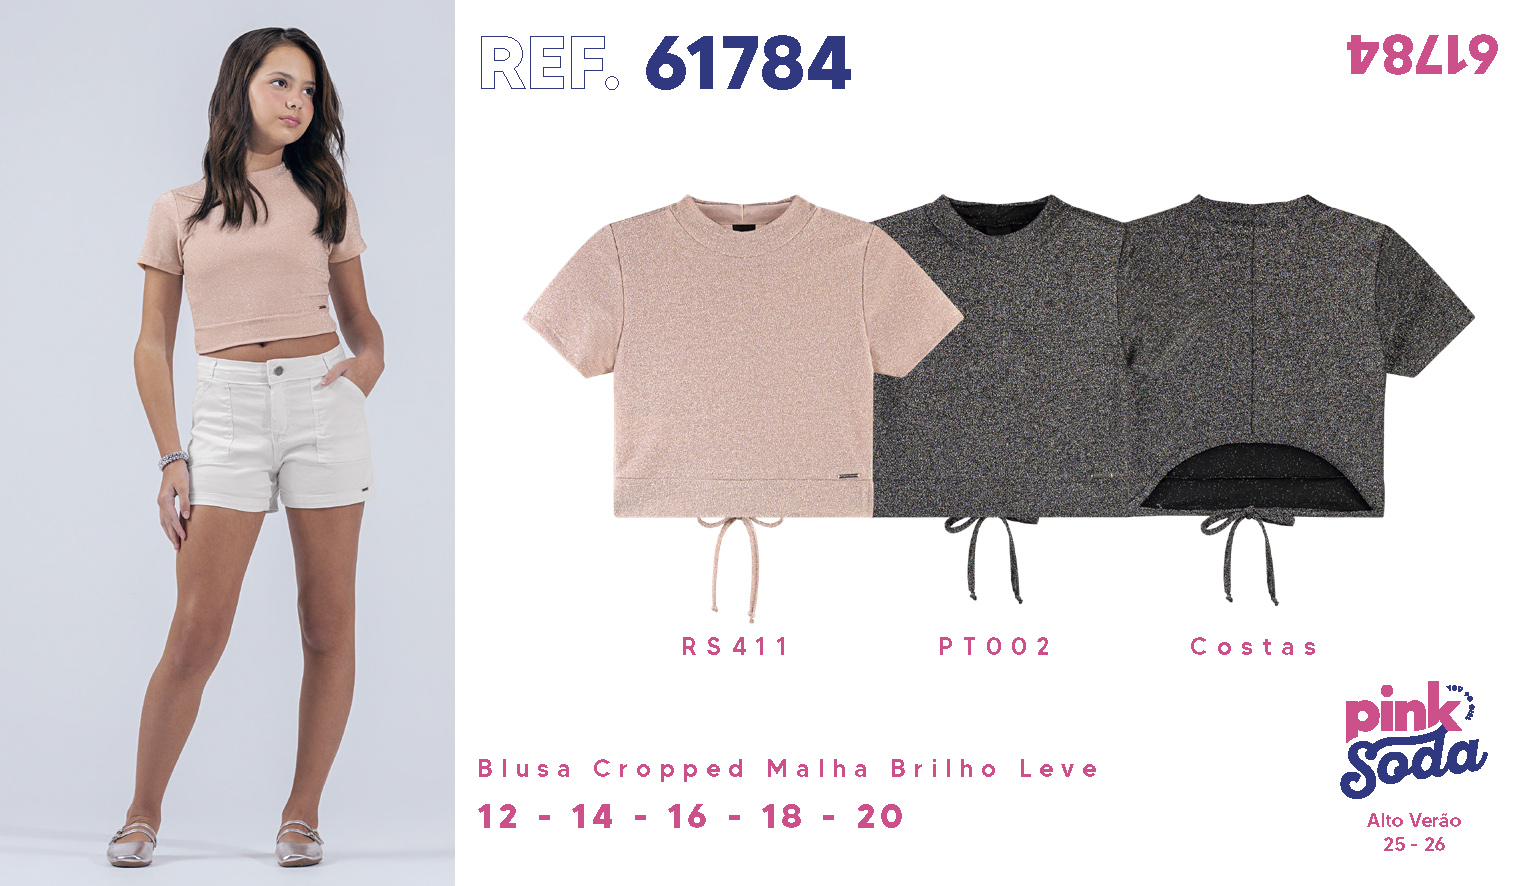 REF. 61784
61784
RS411
PT002
Costas
Blusa Cropped Malha Brilho Leve
12 - 14 - 16 - 18 - 20
pink
Soda
Alto Verão
25 - 26